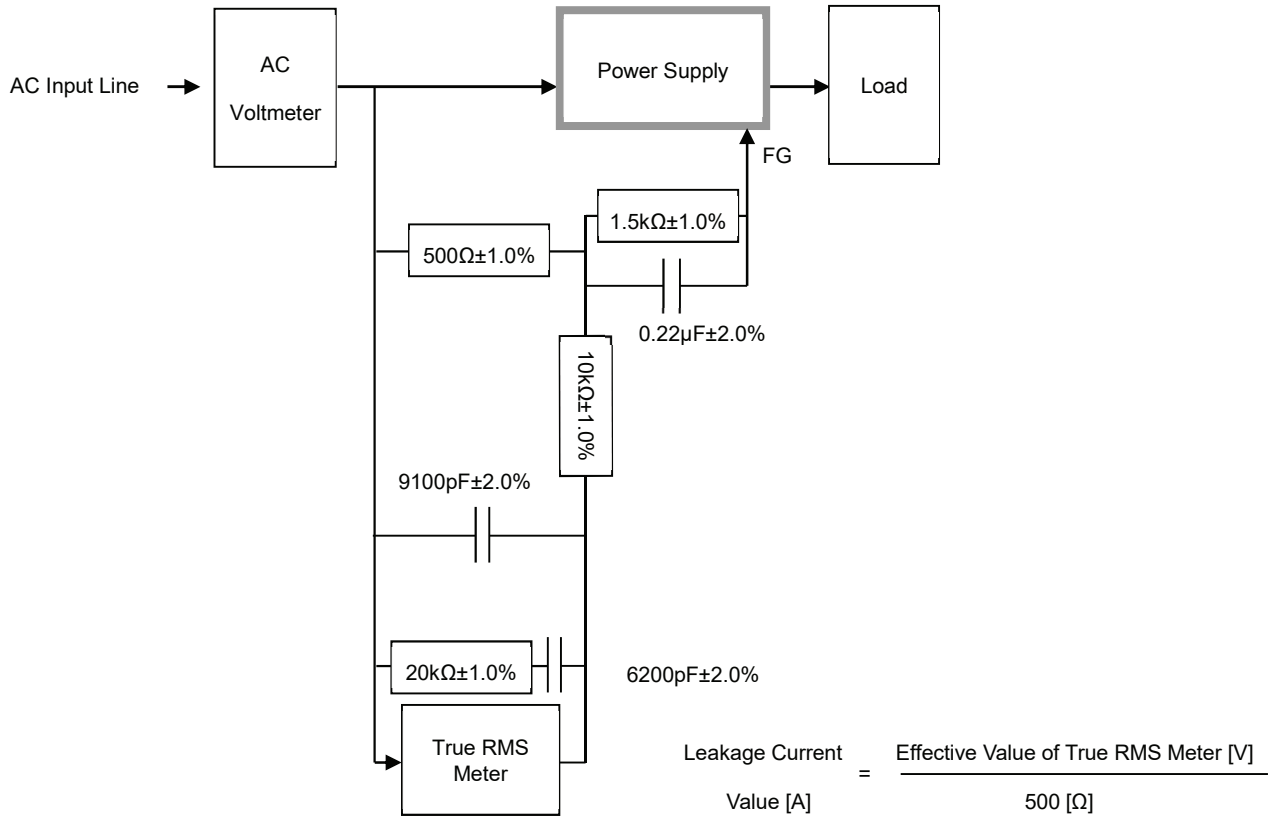 AC Input Line
AC
Voltmeter
Power Supply
Load
FG
1.5kΩ±1.0%
500Ω±1.0%
0.22µF±2.0%
10kΩ±1.0%
9100pF±2.0%
20kΩ±1.0%
6200pF±2.0%
True RMS
Meter
Leakage Current
Value [A]
=
Effective Value of True RMS Meter [V]
500 [Ω]